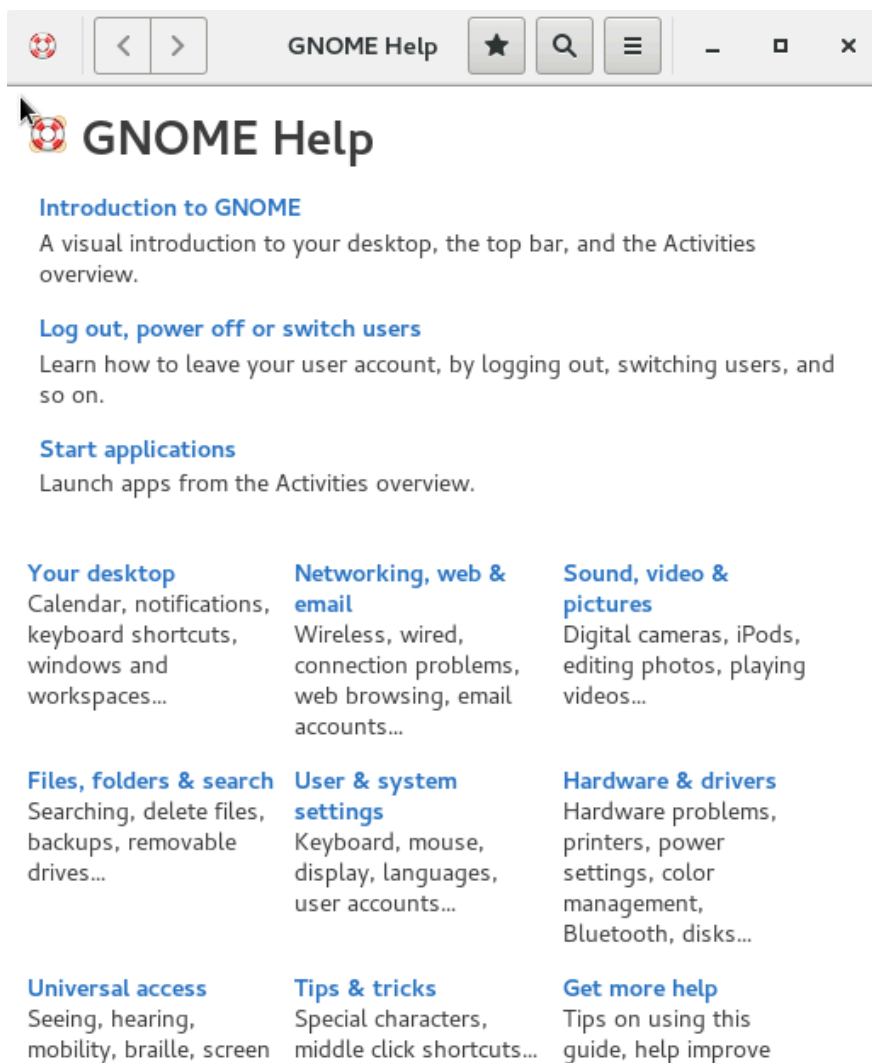 GNOME Help
GNOME Help
Introduction to GNOME
A visual introduction to your desktop, the top bar, and the Activities
overview.
Log out, power off or switch users
Learn how to leave your user account, by logging out, switching users, and
so on.
Start applications
Launch apps from the Activities overview.
Your desktop
Calendar, notifications,
keyboard shortcuts,
windows and
workspaces...
Networking, web &
email
Wireless, wired,
connection problems,
web browsing, email
accounts...
Sound, video &
pictures
Digital cameras, iPods,
editing photos, playing
videos...
Files, folders & search
Searching, delete files,
backups, removable
drives...
User & system
settings
Keyboard, mouse,
display, languages,
user accounts...
Hardware & drivers
Hardware problems,
printers, power
settings, color
management,
Bluetooth, disks...
Universal access
Seeing, hearing,
mobility, braille, screen
Tips & tricks
Special characters,
middle click shortcuts...
Get more help
Tips on using this
guide, help improve